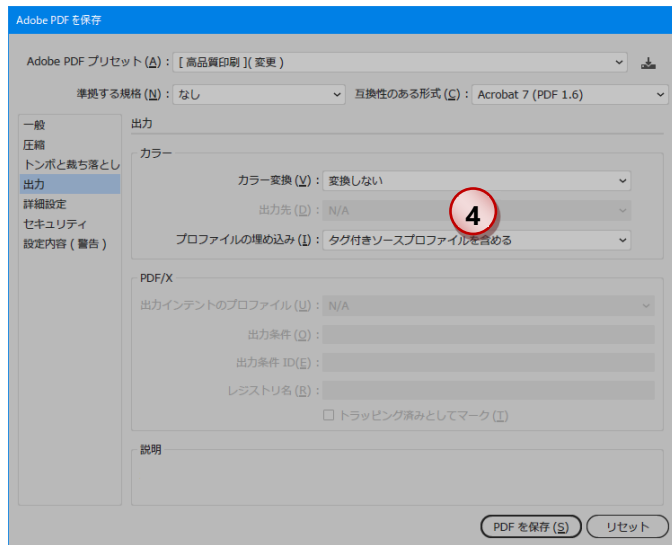 Adobe PDF を保存
Adobe PDF プリセット (A) : [ 高品質印刷 ]( 変更 )
準拠する規格 (N) : なし 互換性のある形式 (C) : Acrobat 7 (PDF 1.6)
一般
圧縮
トンボと裁ち落とし
出力
詳細設定
セキュリティ
設定内容 ( 警告 )
出力
カラー
カラー変換 (V) : 変換しない
出力先 (D) : N/A
4
プロファイルの埋め込み (I) : タグ付きソースプロファイルを含める
PDF/X
出力インテントのプロファイル (U) : N/A
出力条件 (O) :
出力条件 ID(E) :
レジストリ名 (R) :
トラッピング済みとしてマーク (T)
説明
PDF を保存 (S) リセット